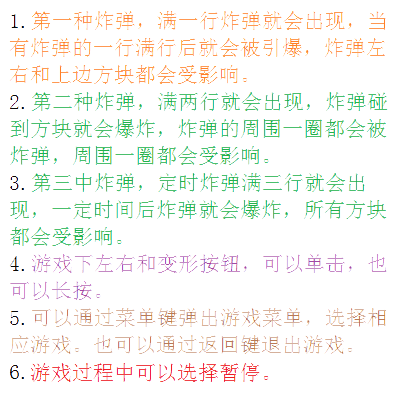 1.第一种炸弹，满一行炸弹就会出现，当
有炸弹的一行满行后就会被引爆，炸弹左
右和上边方块都会受影响。
2.第二种炸弹，满两行就会出现，炸弹碰
到方块就会爆炸，炸弹的周围一圈都会被
炸弹，周围一圈都会受影响。
3.第三中炸弹，定时炸弹满三行就会出
现，一定时间后炸弹就会爆炸，所有方块
都会受影响。
4.游戏下左右和变形按钮，可以单击，也
可以长按。
5.可以通过菜单键弹出游戏菜单，选择相
应游戏。也可以通过返回键退出游戏。
6.游戏过程中可以选择暂停。